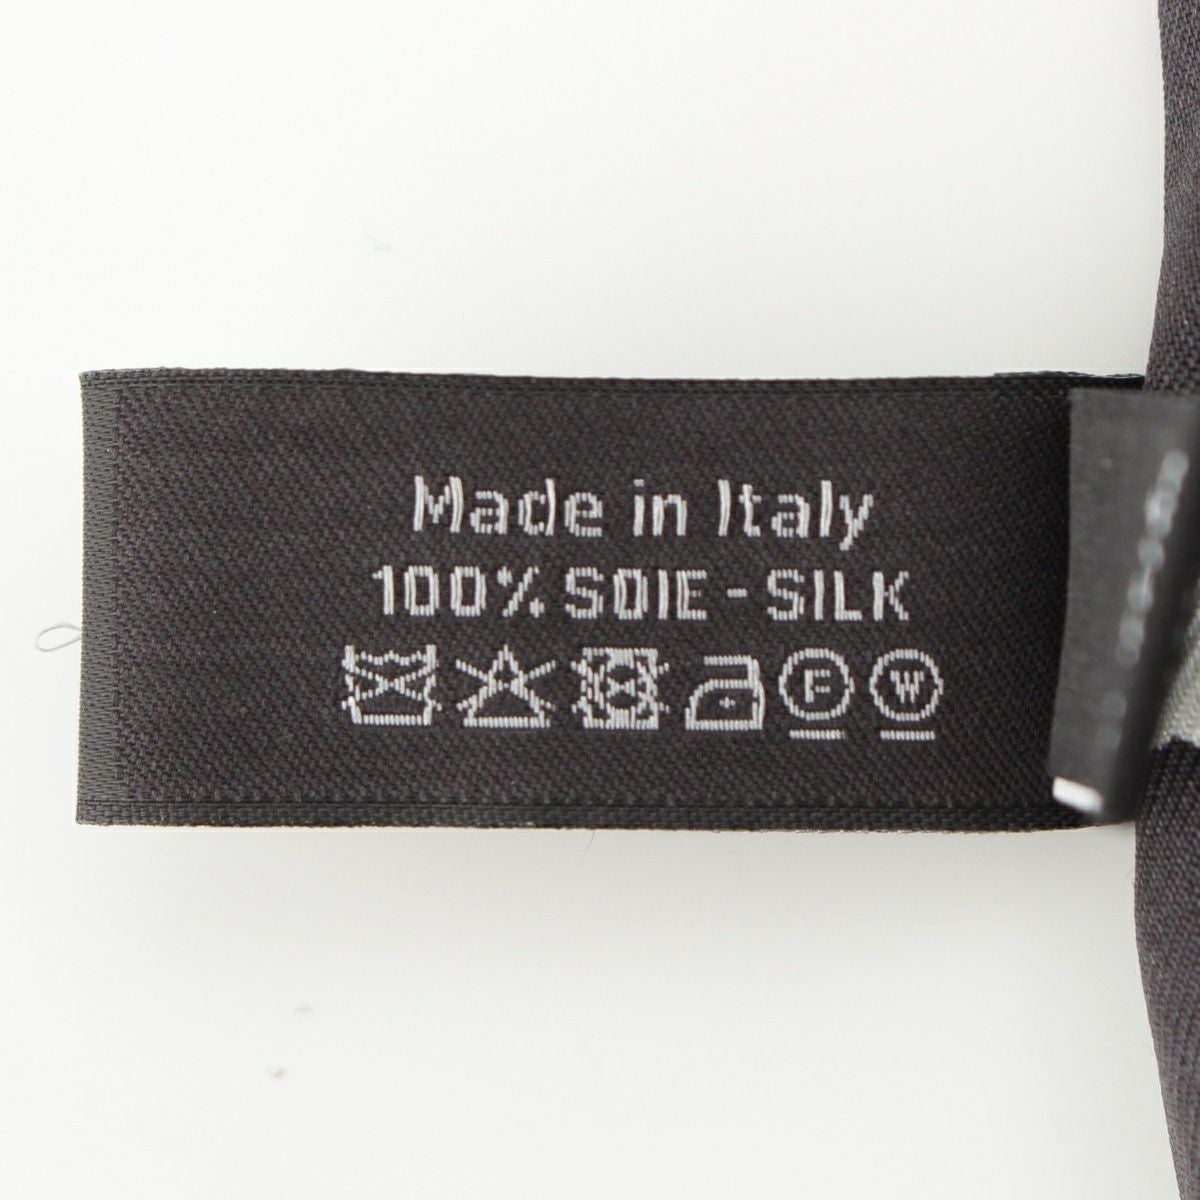 Made in Italy
100% SOIE - SILK
F W